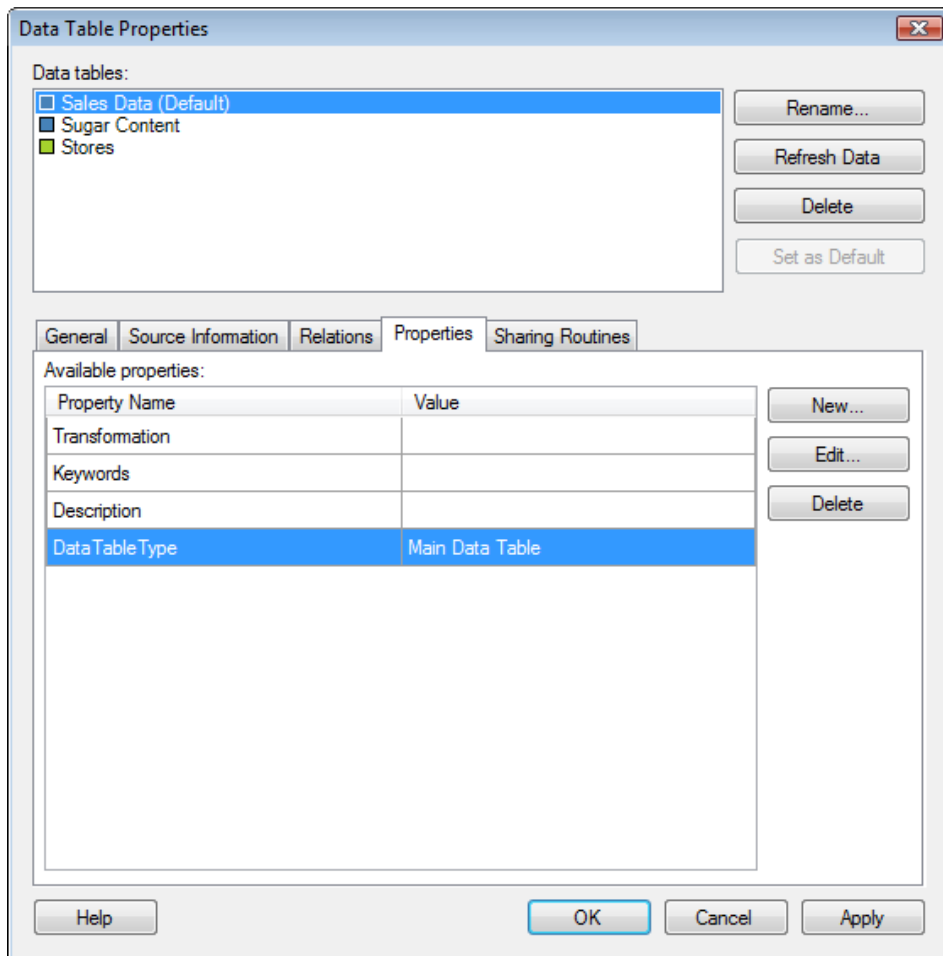 Data Table Properties
Data tables:
Sales Data (Default)
Sugar Content
Stores
Rename...
Refresh Data
Delete
Set as Default
General Source Information Relations Properties Sharing Routines
Available properties:
Property Name Value
Transformation
Keywords
Description
DataTableType Main Data Table
New...
Edit...
Delete
Help OK Cancel Apply